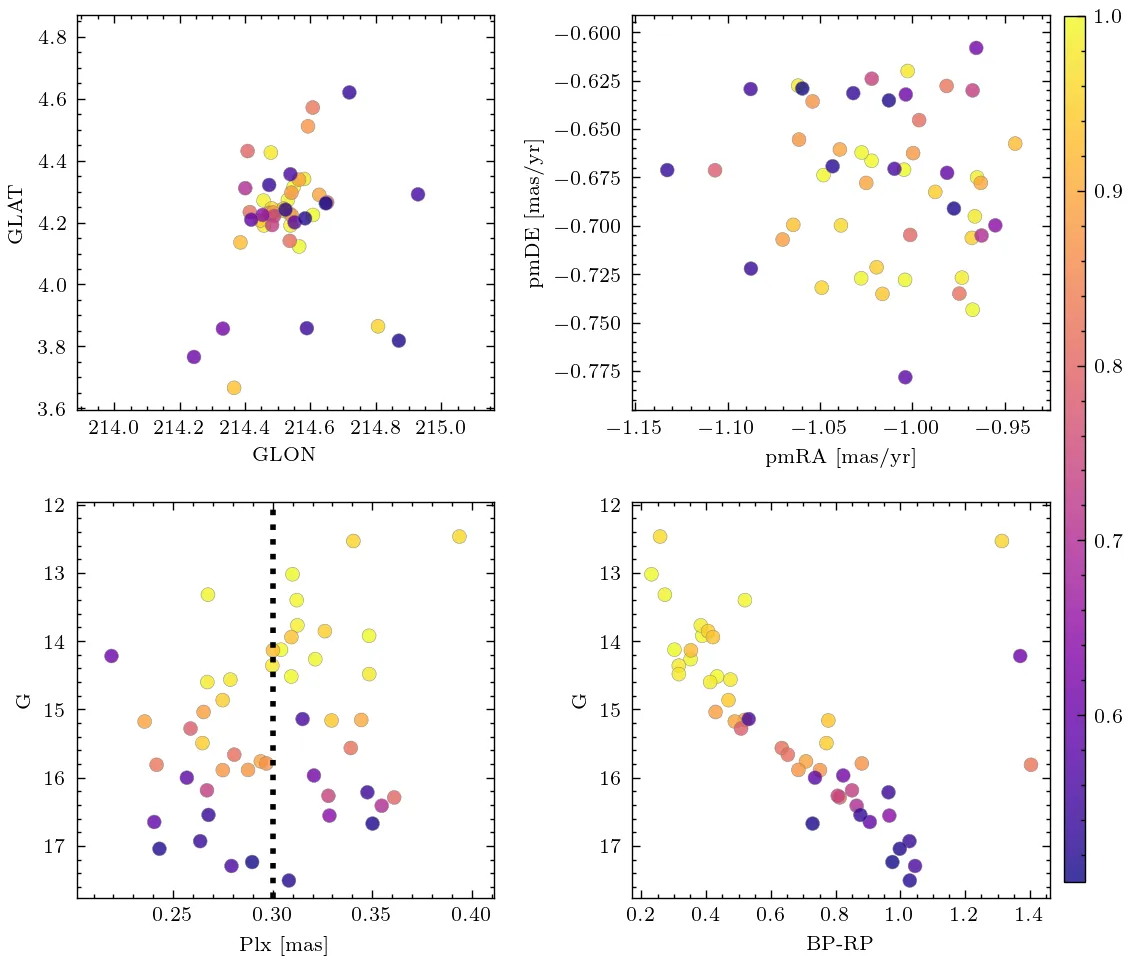 4.8
4.6
4.4
4.2
4.0
3.8
3.6
GLAT
214.0 214.2 214.4 214.6 214.8 215.0
GLON
−0.600
−0.625
−0.650
−0.675
−0.700
−0.725
−0.750
−0.775
pmDE [mas/yr]
−1.15 −1.10 −1.05 −1.00 −0.95
pmRA [mas/yr]
1.0
0.9
0.8
0.7
0.6
12
13
14
15
16
17
G
0.25 0.30 0.35 0.40
Plx [mas]
12
13
14
15
16
17
G
0.2 0.4 0.6 0.8 1.0 1.2 1.4
BP-RP